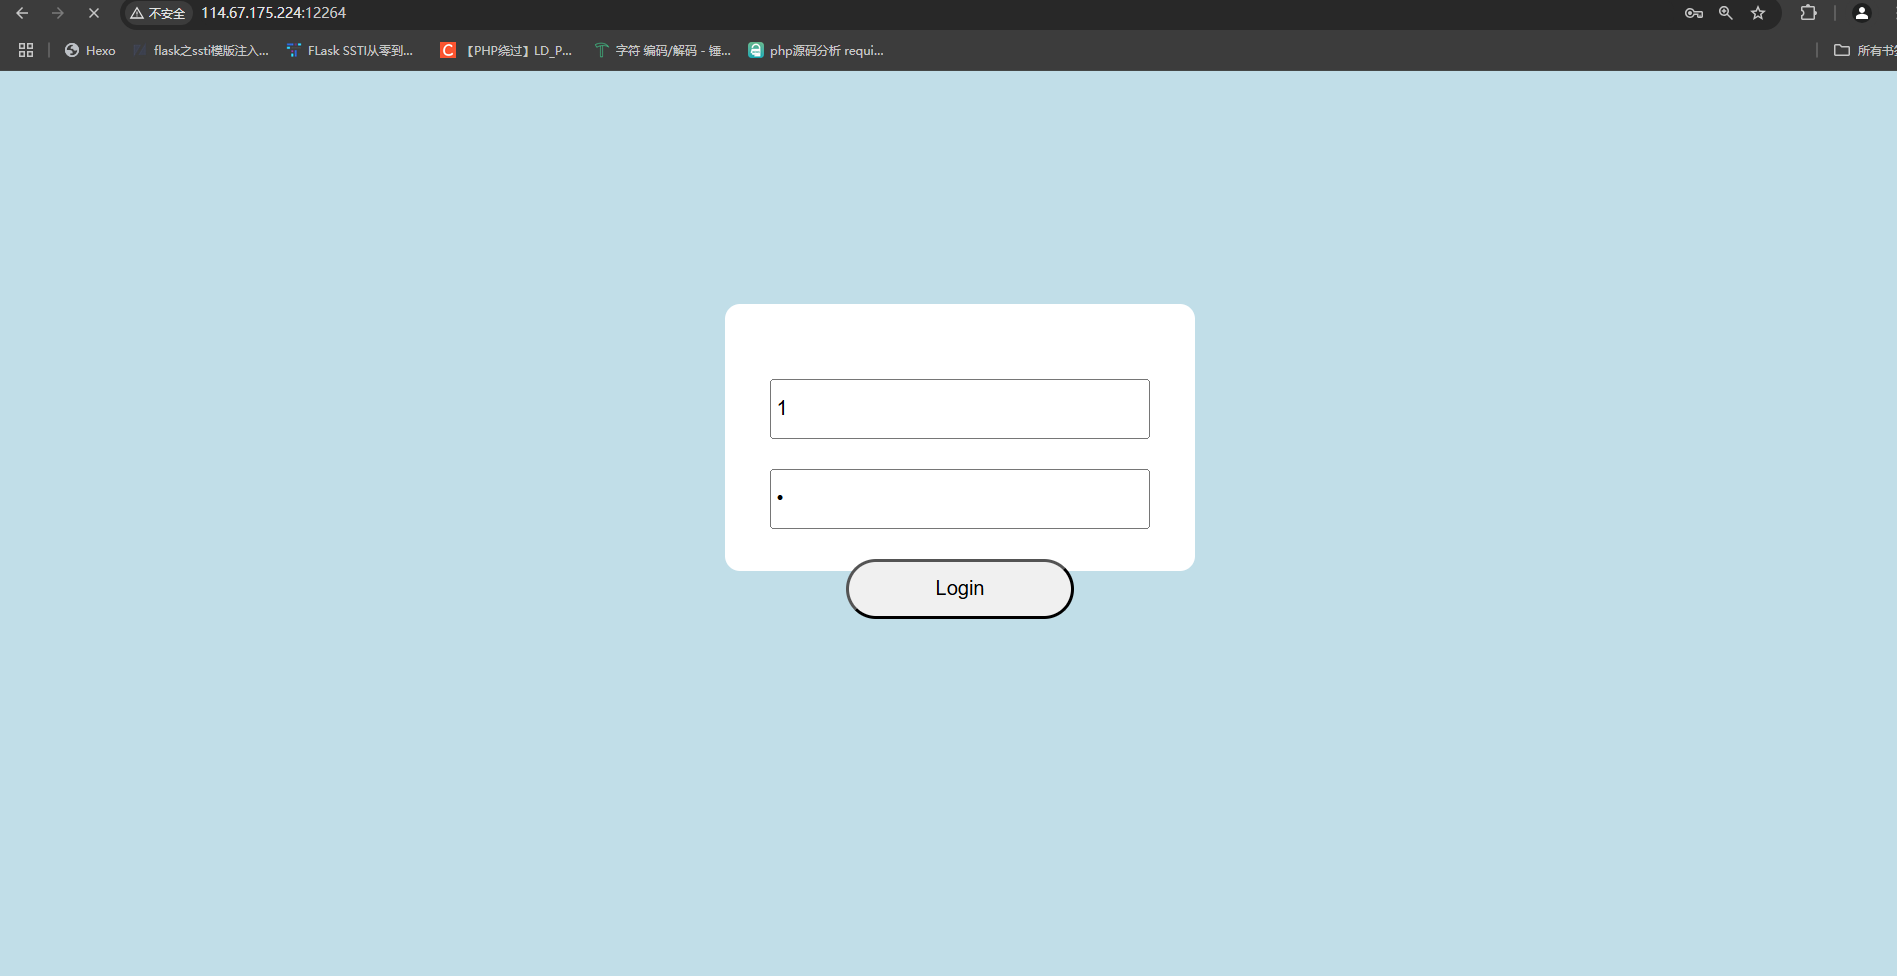 不安全 114.67.175.224:12264
Hexo flask之ssti模版注入... FLask SSTI从零到... 【PHP绕过】LD_P... 字符 编码/解码 - 锤... php源码分析 requi... 所有书
1
Login